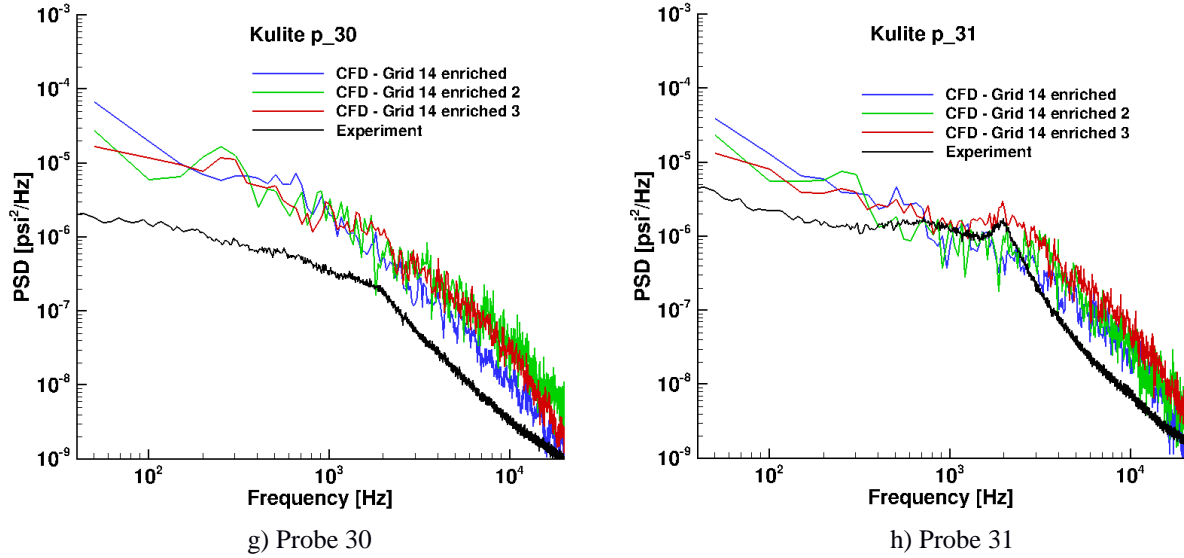 Kulite p_30
CFD - Grid 14 enriched
CFD - Grid 14 enriched 2
CFD - Grid 14 enriched 3
Experiment
PSD [psi²/Hz]
10⁻³
10⁻⁴
10⁻⁵
10⁻⁶
10⁻⁷
10⁻⁸
10⁻⁹
10²
10³
10⁴
Frequency [Hz]
g) Probe 30
Kulite p_31
CFD - Grid 14 enriched
CFD - Grid 14 enriched 2
CFD - Grid 14 enriched 3
Experiment
PSD [psi²/Hz]
10⁻³
10⁻⁴
10⁻⁵
10⁻⁶
10⁻⁷
10⁻⁸
10⁻⁹
10²
10³
10⁴
Frequency [Hz]
h) Probe 31